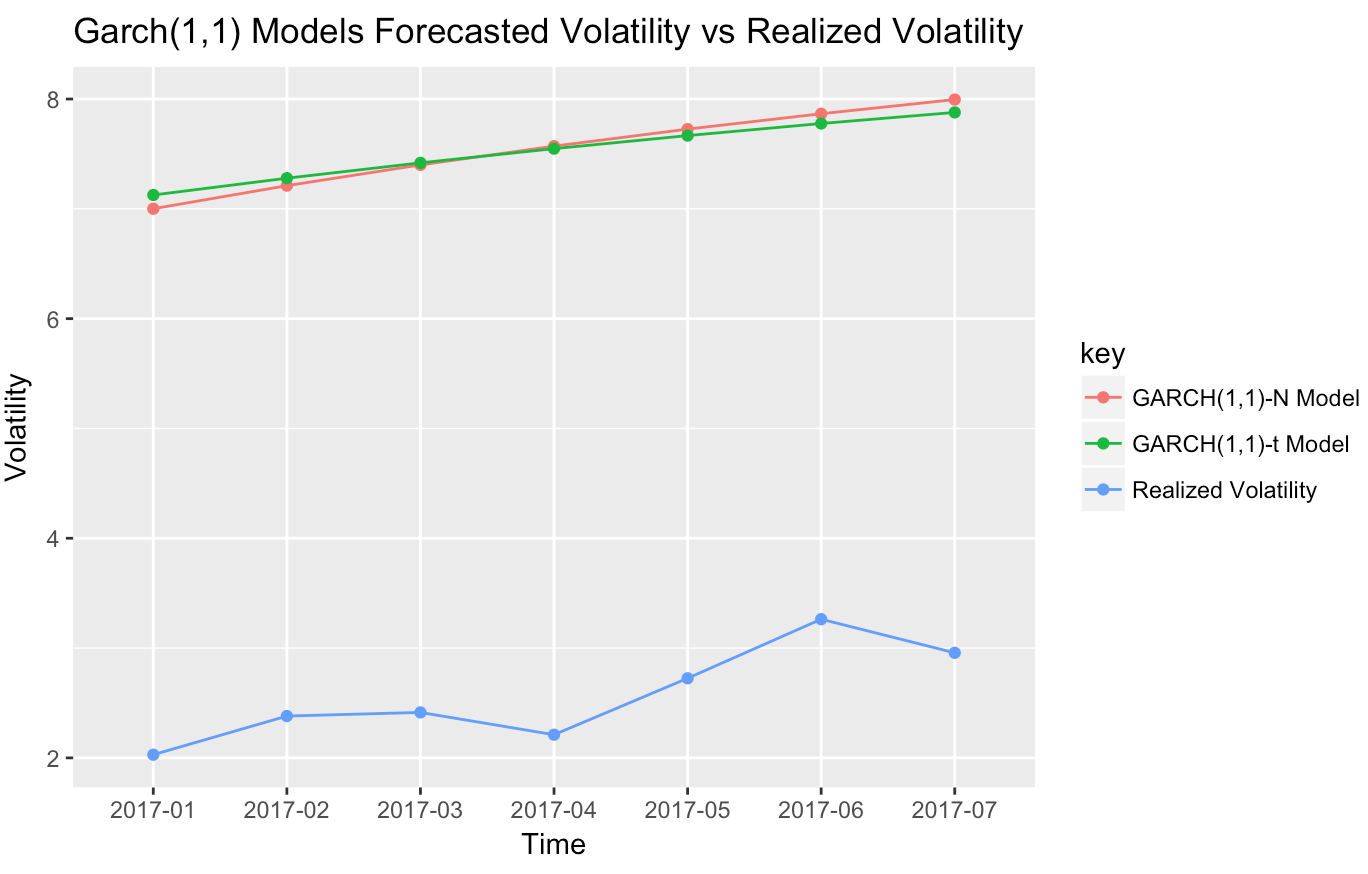 Garch(1,1) Models Forecasted Volatility vs Realized Volatility
8
6
4
2
Volatility
2017-01 2017-02 2017-03 2017-04 2017-05 2017-06 2017-07
Time
key
GARCH(1,1)-N Model
GARCH(1,1)-t Model
Realized Volatility